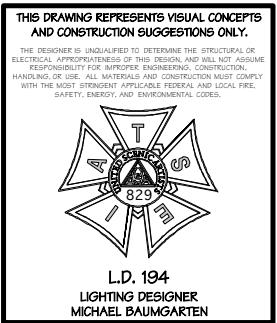 THIS DRAWING REPRESENTS VISUAL CONCEPTS
AND CONSTRUCTION SUGGESTIONS ONLY.
THE DESIGNER IS UNQUALIFIED TO DETERMINE THE STRUCTURAL OR
ELECTRICAL APPROPRIATENESS OF THIS DESIGN, AND WILL NOT ASSUME
RESPONSIBILITY FOR IMPROPER ENGINEERING, CONSTRUCTION,
HANDLING, OR USE. ALL MATERIALS AND CONSTRUCTION MUST COMPLY
WITH THE MOST STRINGENT APPLICABLE FEDERAL AND LOCAL FIRE,
SAFETY, ENERGY, AND ENVIRONMENTAL CODES.
I A T S E
UNITED SCENIC ARTISTS
829
L.D. 194
LIGHTING DESIGNER
MICHAEL BAUMGARTEN